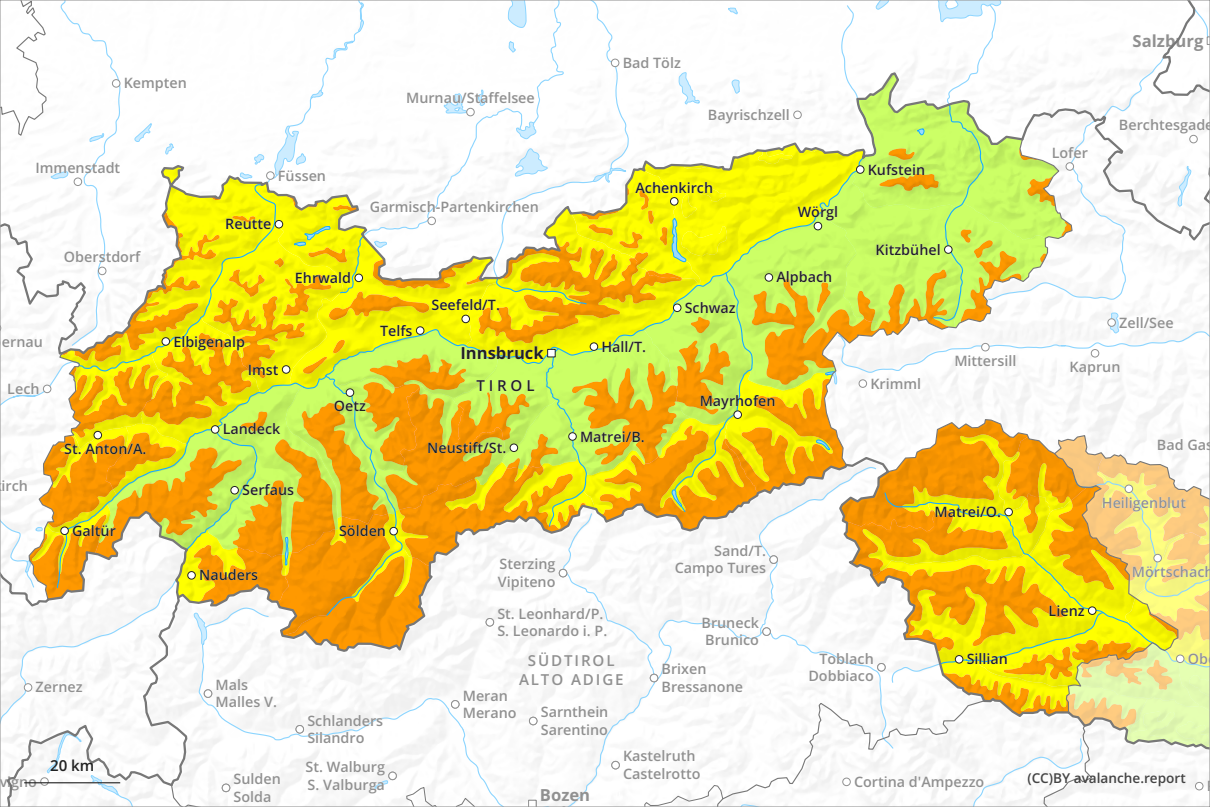 Salzburg
Bad Tölz
Kempten
Murnau/Staffelsee
Bayrischzell
Berchtesgade
Lofer
Immenstadt
Füssen
Kufstein
Achenkirch
Garmisch-Partenkirchen
Wörgl
Reutte
Oberstdorf
Kitzbühel
Ehrwald
Alpbach
Seefeld/T.
Schwaz
Zell/See
Telfs
ernau
Elbigenalp
Innsbruck
Hall/T.
Mittersill
Kaprun
Imst
TIROL
Lech
Krimml
Oetz
Mayrhofen
Landeck
Matrei/B.
St. Anton/A.
Neustift/St.
Bad Gas
irch
Serfaus
Heiligenblut
Matrei/O.
Galtür
Sölden
Sand/T.
Campo Tures
Sterzing
Vipiteno
Mörtschach
Nauders
St. Leonhard/P.
S. Leonardo i. P.
Lienz
Bruneck
Brunico
SÜDTIROL
ALTO ADIGE
Sillian
Toblach
Dobbiaco
Obe
Brixen
Bressanone
Zernez
Mals
Malles V.
Meran
Merano
Sarnthein
Sarentino
Schlanders
Silandro
Kastelruth
Castelrotto
20 km
St. Walburg
S. Valburga
Sulden
Solda
vigno
Cortina d'Ampezzo
(CC)BY avalanche.report
Bozen